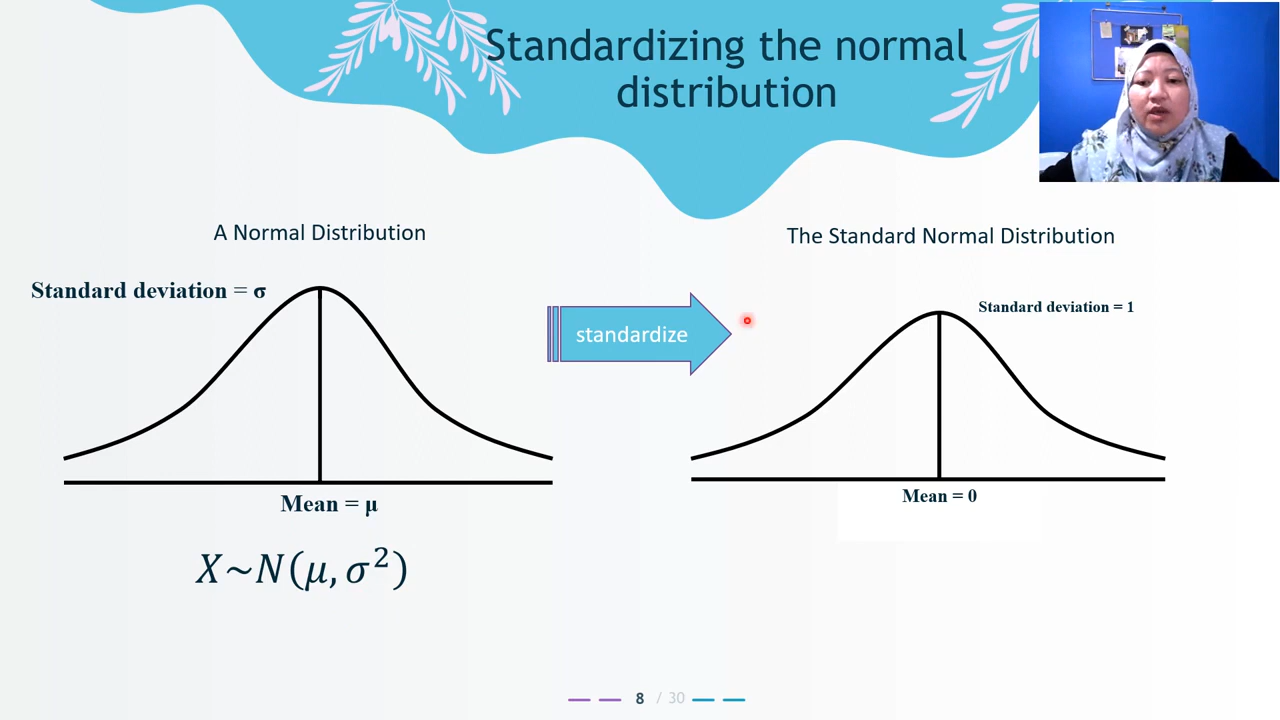 Standardizing the normal
distribution
A Normal Distribution
Standard deviation = σ
Mean = μ
X~N(μ, σ²)
standardize
The Standard Normal Distribution
Standard deviation = 1
Mean = 0
8 / 30